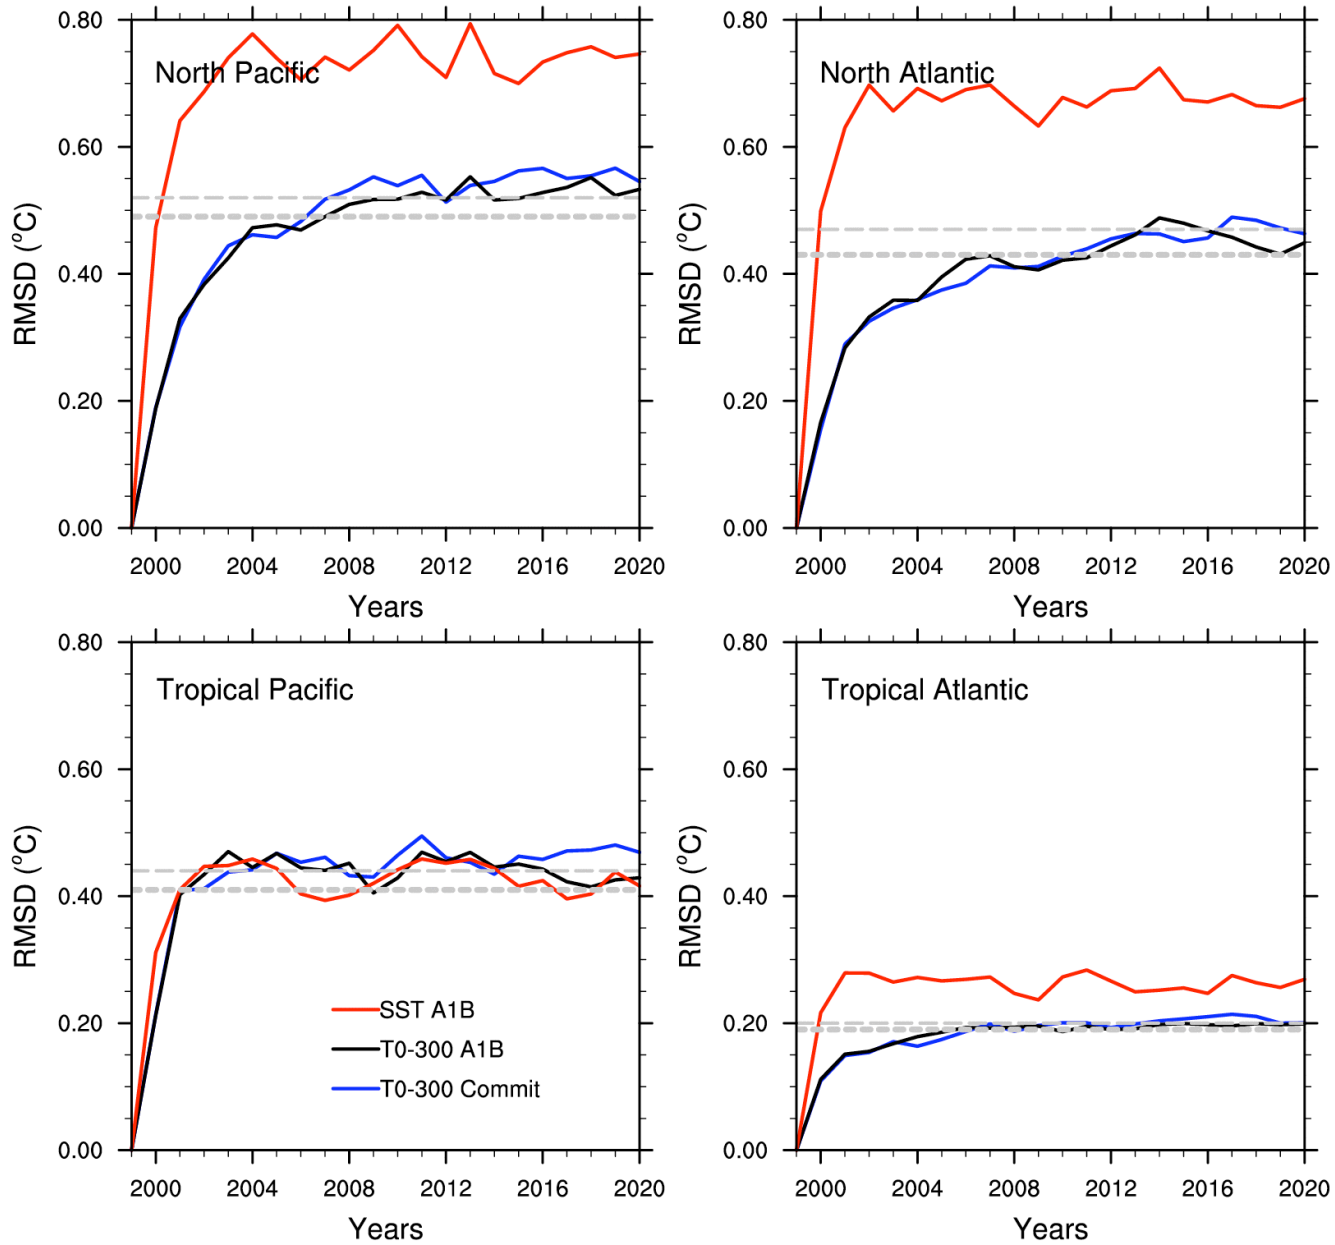 North Pacific
RMSD (°C)
0.80
0.60
0.40
0.20
0.00
2000 2004 2008 2012 2016 2020
Years
North Atlantic
RMSD (°C)
0.80
0.60
0.40
0.20
0.00
2000 2004 2008 2012 2016 2020
Years
Tropical Pacific
RMSD (°C)
0.80
0.60
0.40
0.20
0.00
SST A1B
T0-300 A1B
T0-300 Commit
2000 2004 2008 2012 2016 2020
Years
Tropical Atlantic
RMSD (°C)
0.80
0.60
0.40
0.20
0.00
2000 2004 2008 2012 2016 2020
Years